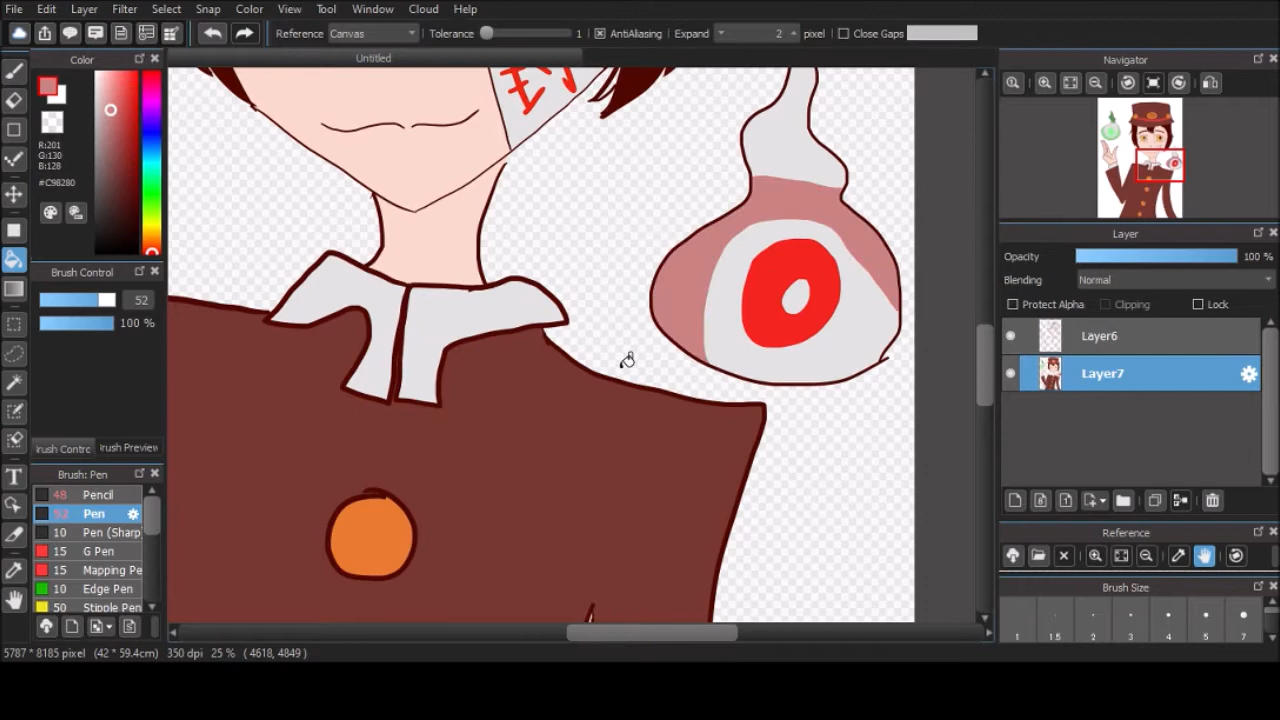 File Edit Layer Filter Select Snap Color View Tool Window Cloud Help
Reference Canvas Tolerance 1 AntiAliasing Expand 2 pixel Close Gaps
Untitled
Color
R:201
G:130
B:128
#C98280
Brush Control
52
100 %
Brush Contrc Brush Preview
Brush: Pen
48 Pencil
52 Pen
10 Pen (Sharp)
15 G Pen
15 Mapping Pe
10 Edge Pen
50 Stipple Pen
Navigator
Layer
Opacity 100 %
Blending Normal
Protect Alpha Clipping Lock
Layer6
Layer7
Reference
Brush Size
1 1.5 2 3 4 5 7
5787 * 8185 pixel (42 * 59.4cm) 350 dpi 25 % ( 4618, 4849 )